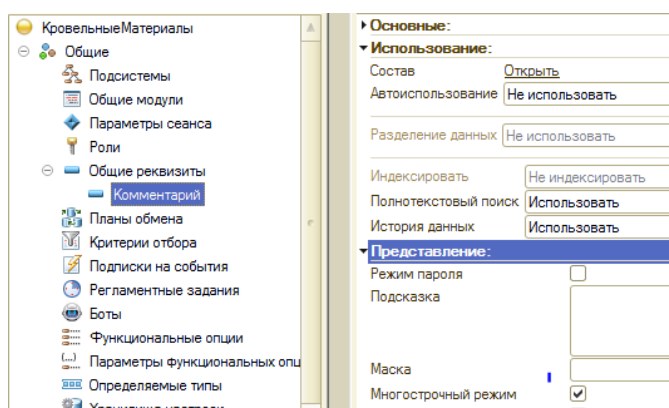 КровельныеМатериалы
Общие
Подсистемы
Общие модули
Параметры сеанса
Роли
Общие реквизиты
Комментарий
Планы обмена
Критерии отбора
Подписки на события
Регламентные задания
Боты
Функциональные опции
Параметры функциональных опц
Определяемые типы
Основные:
Использование:
Состав Открыть
Автоиспользование Не использовать
Разделение данных Не использовать
Индексировать Не индексировать
Полнотекстовый поиск Использовать
История данных Использовать
Представление:
Режим пароля
Подсказка
Маска
Многострочный режим